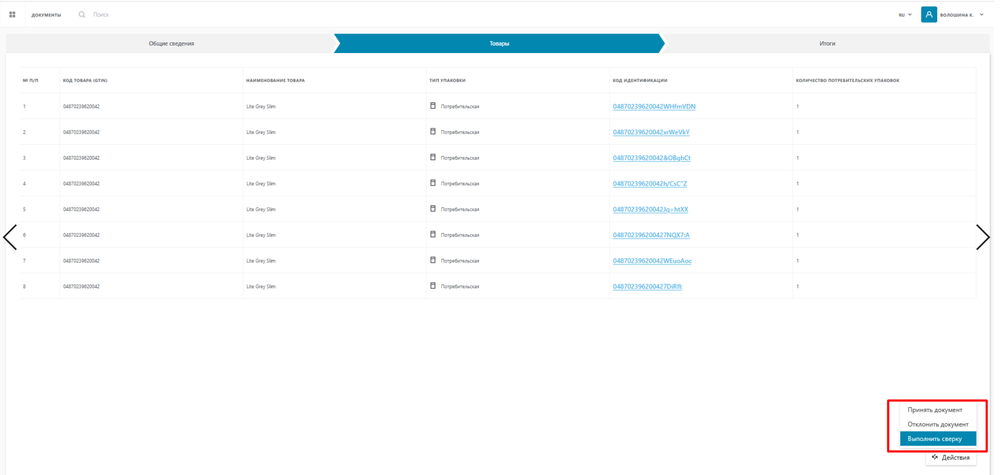 ДОКУМЕНТЫ Поиск RU ВОЛОШИНА К.
Общие сведения Товары Итоги
№ П/П КОД ТОВАРА (GTIN) НАИМЕНОВАНИЕ ТОВАРА ТИП УПАКОВКИ КОД ИДЕНТИФИКАЦИИ КОЛИЧЕСТВО ПОТРЕБИТЕЛЬСКИХ УПАКОВОК
1 04870239620042 Lite Grey Slim Потребительская 04870239620042WHfmVDN 1
2 04870239620042 Lite Grey Slim Потребительская 04870239620042xrWeVkY 1
3 04870239620042 Lite Grey Slim Потребительская 04870239620042&OBghCt 1
4 04870239620042 Lite Grey Slim Потребительская 04870239620042h/CsC"Z 1
5 04870239620042 Lite Grey Slim Потребительская 04870239620042Jq=htXX 1
6 04870239620042 Lite Grey Slim Потребительская 048702396200427NQX7:A 1
7 04870239620042 Lite Grey Slim Потребительская 04870239620042WEuoAoc 1
8 04870239620042 Lite Grey Slim Потребительская 1
Принять документ
Отклонить документ
Выполнить сверку
Действия